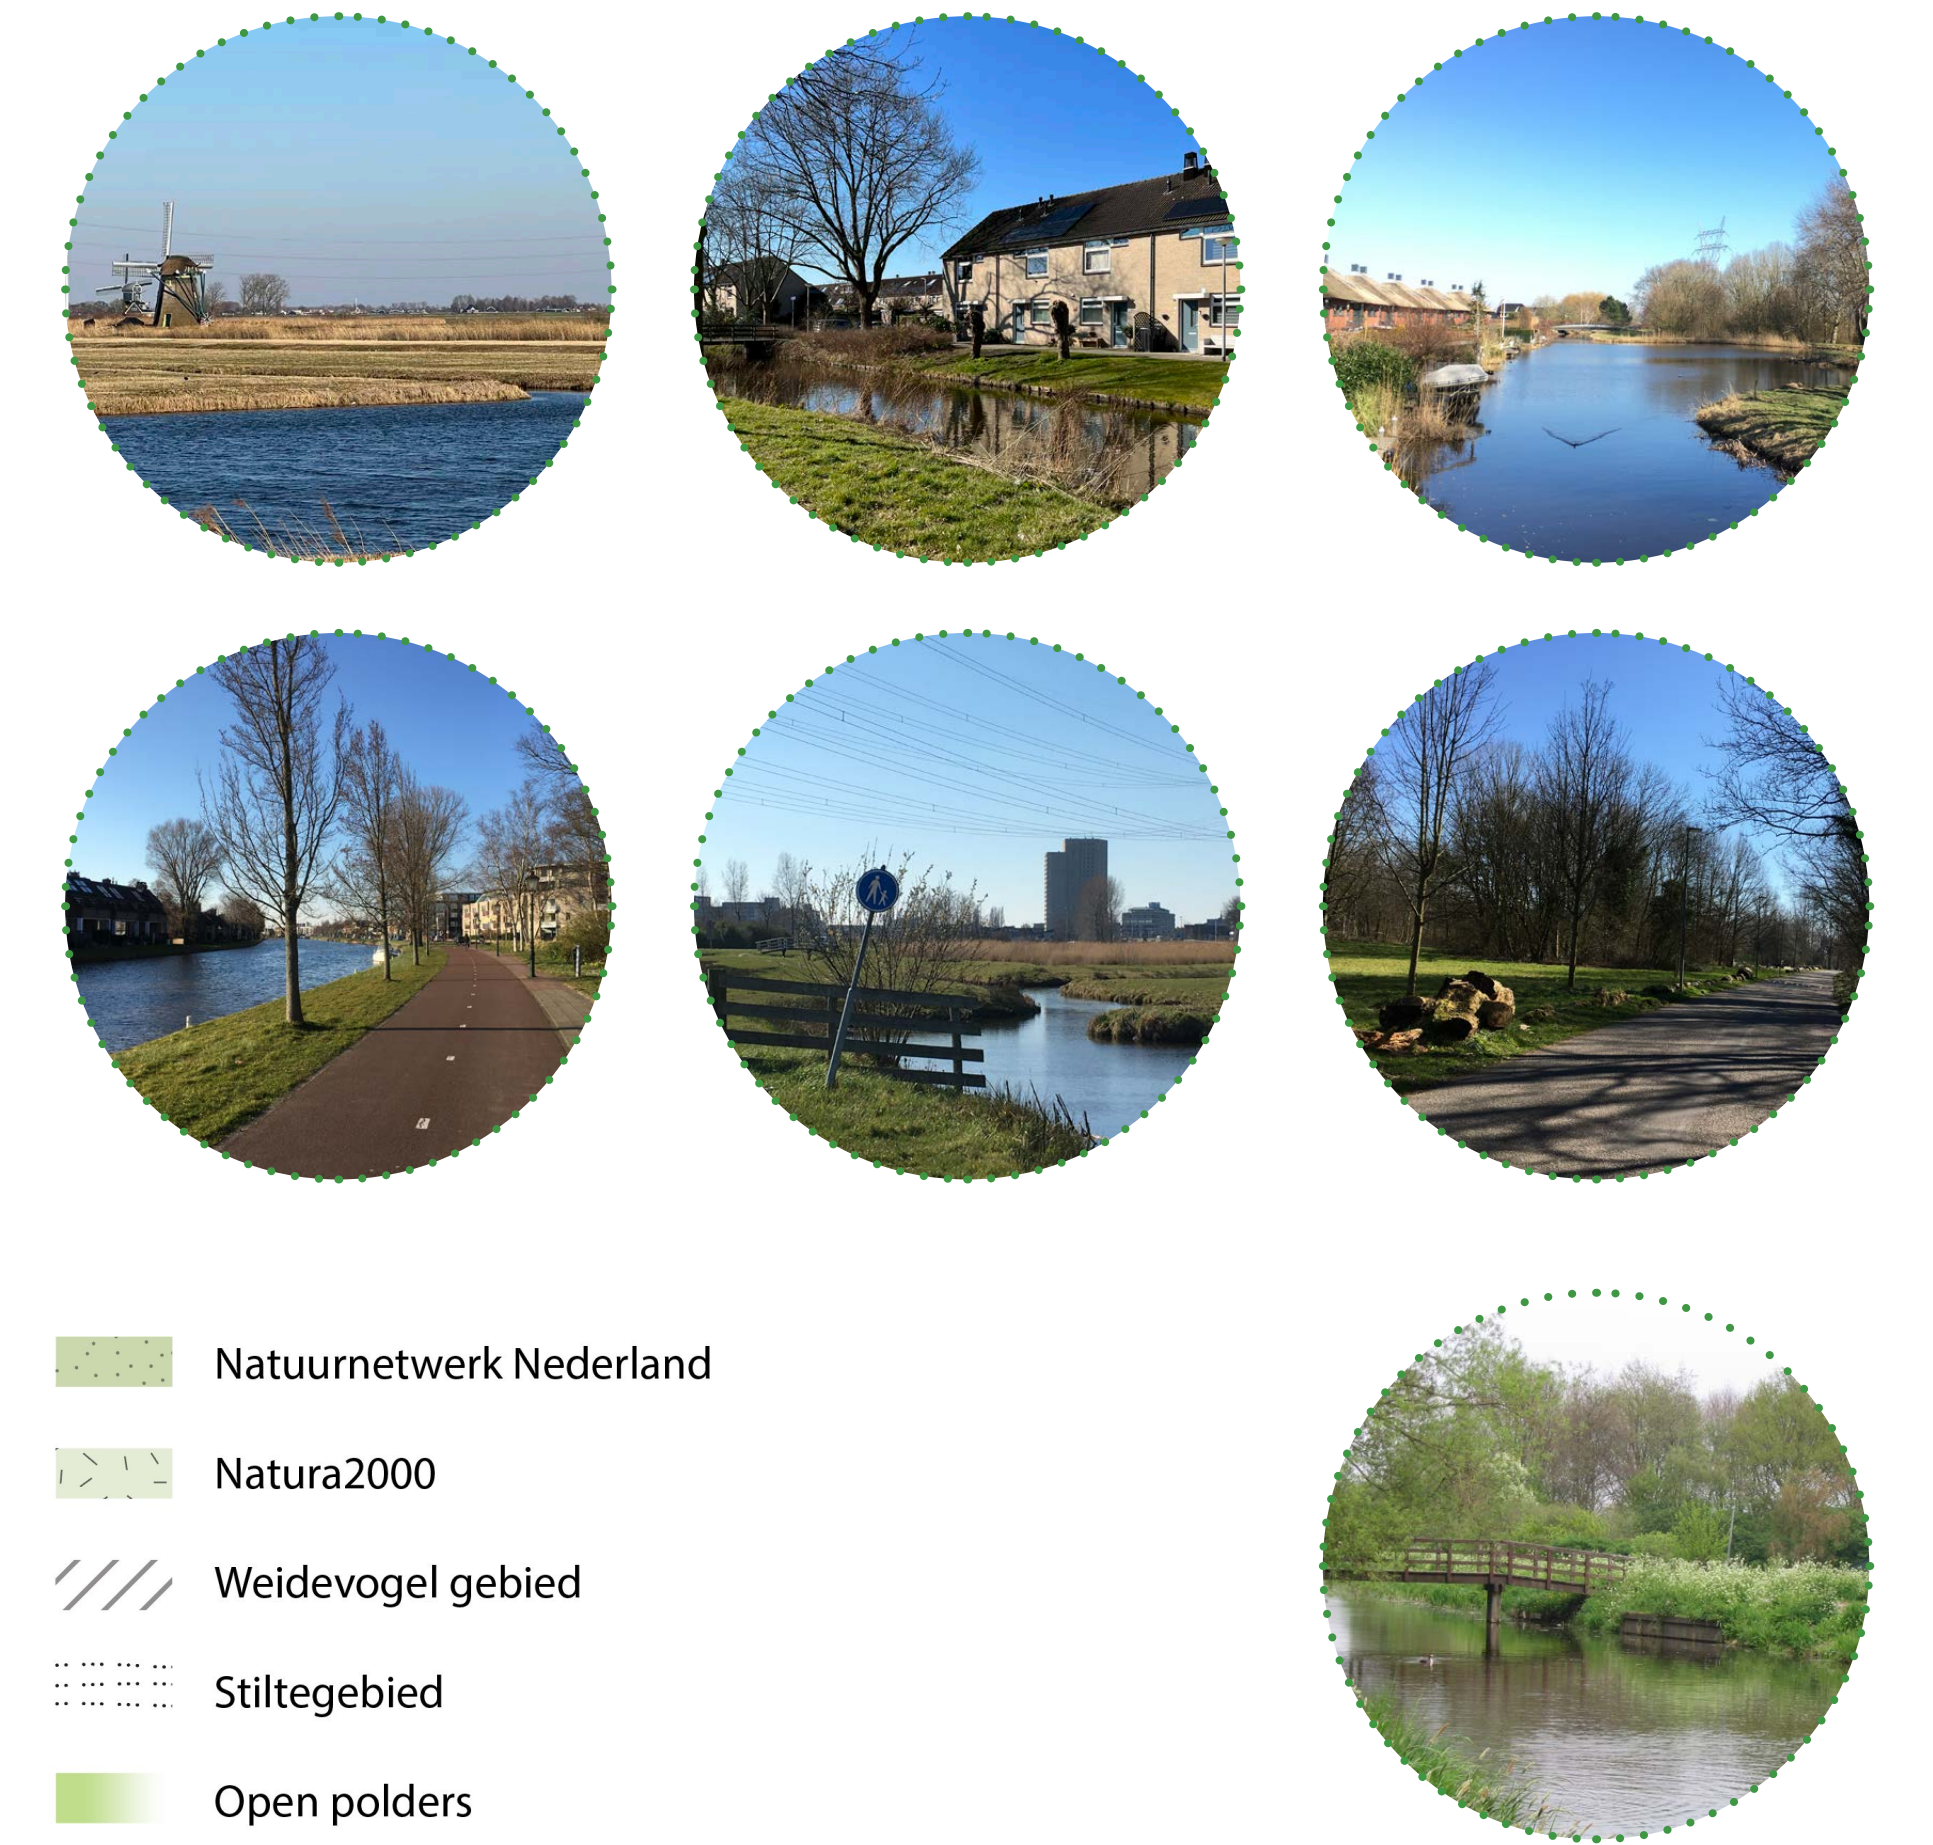 Natuurnetwerk Nederland
Natura2000
Weidevogel gebied
Stiltegebied
Open polders